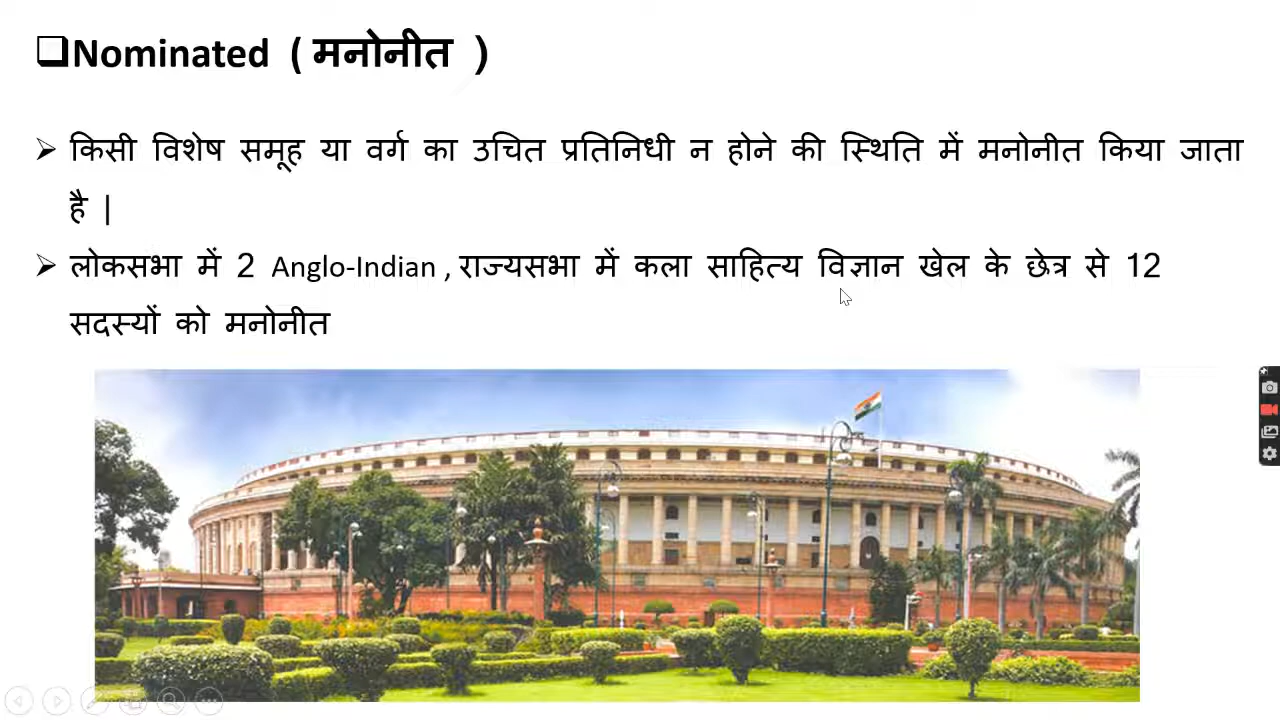 ❑Nominated ( मनोनीत )
➢ किसी विशेष समूह या वर्ग का उचित प्रतिनिधी न होने की स्थिति में मनोनीत किया जाता
है |
➢ लोकसभा में 2 Anglo-Indian , राज्यसभा में कला साहित्य विज्ञान खेल के छेत्र से 12
सदस्यों को मनोनीत